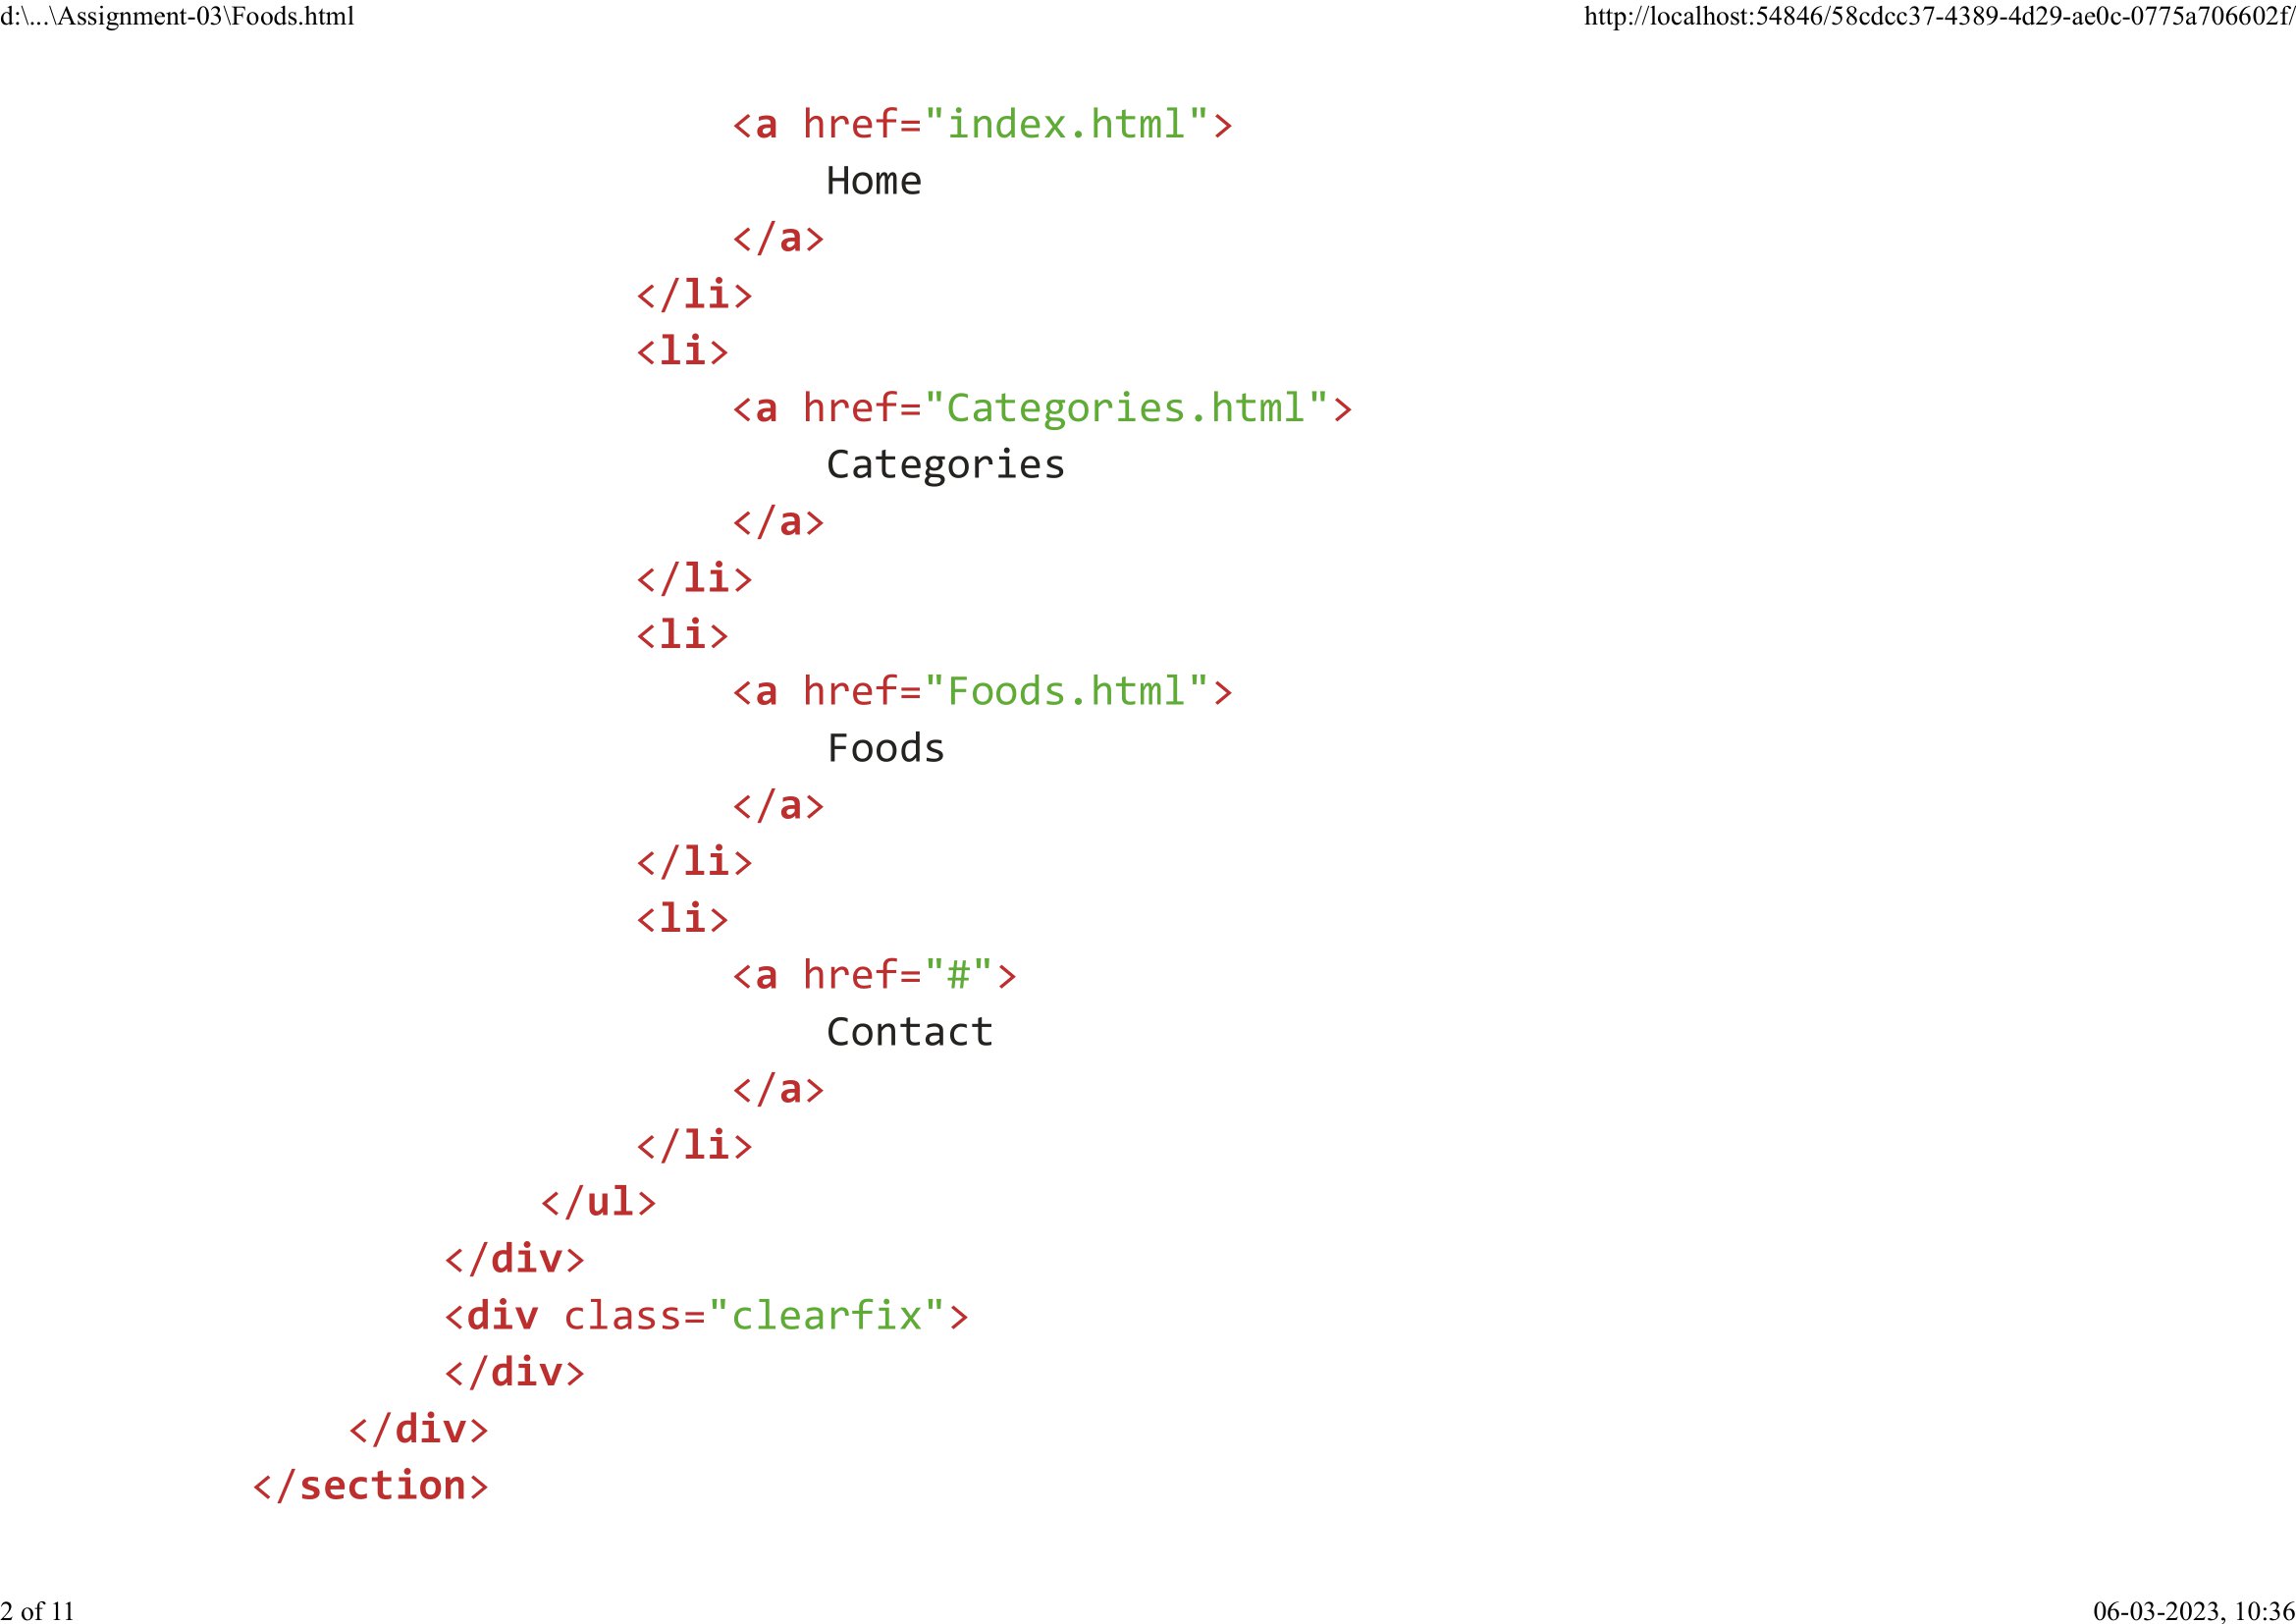 d:\...\Assignment-03\Foods.html http://localhost:54846/58cdcc37-4389-4d29-ae0c-0775a706602f/
<a href="index.html">
Home
</a>
</li>
<li>
<a href="Categories.html">
Categories
</a>
</li>
<li>
<a href="Foods.html">
Foods
</a>
</li>
<li>
<a href="#">
Contact
</a>
</li>
</ul>
</div>
<div class="clearfix">
</div>
</div>
</section>
2 of 11 06-03-2023, 10:36